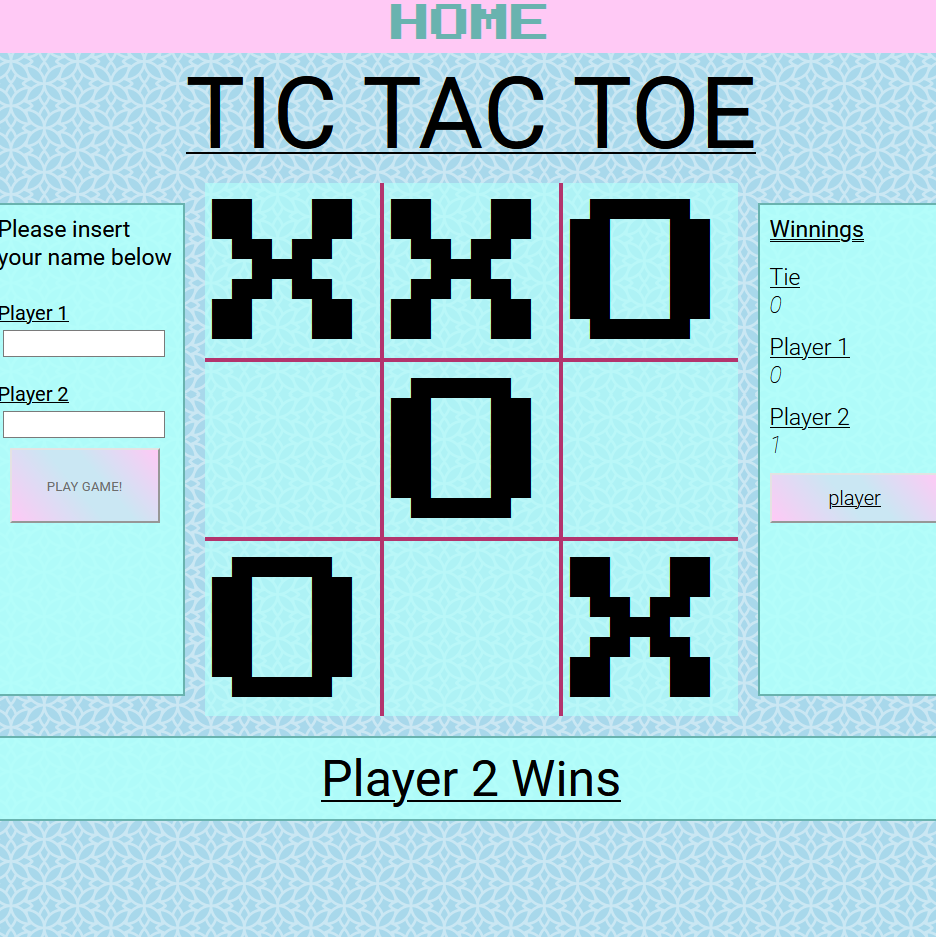 HOME
TIC TAC TOE
Please insert
your name below
Player 1
Player 2
PLAY GAME!
X X O
O
O X
Winnings
Tie
0
Player 1
0
Player 2
1
player
Player 2 Wins